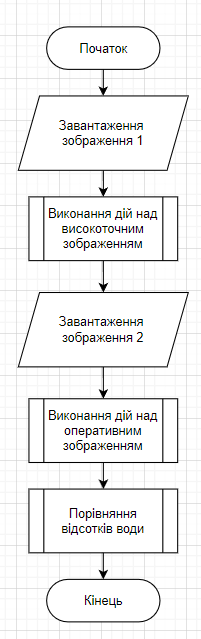 Початок
Завантаження
зображення 1
Виконання дій над
високоточним
зображенням
Завантаження
зображення 2
Виконання дій над
оперативним
зображенням
Порівняння
відсотків води
Кінець